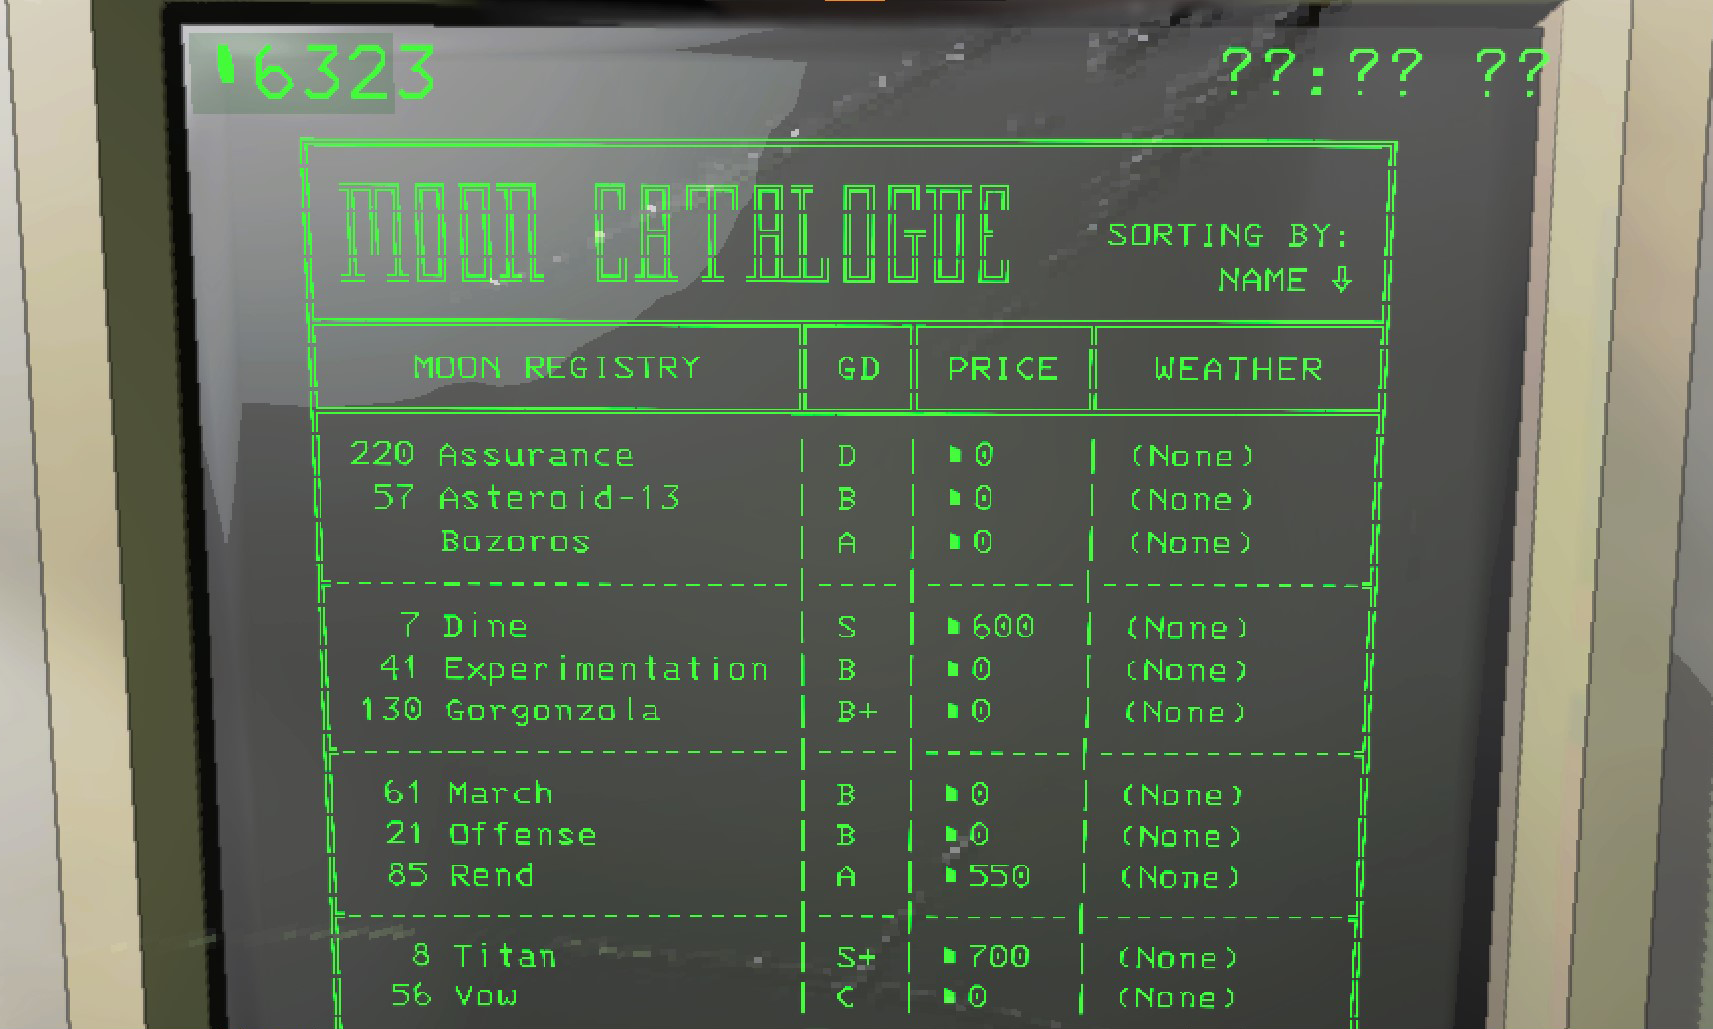 ▮6323 ??:?? ??
MOON CATALOGUE
SORTING BY:
NAME ⇩
MOON REGISTRY GD PRICE WEATHER
220 Assurance D ▮0 (None)
57 Asteroid-13 B ▮0 (None)
Bozoros A ▮0 (None)
7 Dine S ▮600 (None)
41 Experimentation B ▮0 (None)
130 Gorgonzola B+ ▮0 (None)
61 March B ▮0 (None)
21 Offense B ▮0 (None)
85 Rend A ▮550 (None)
8 Titan S+ ▮700 (None)
56 Vow C ▮0 (None)